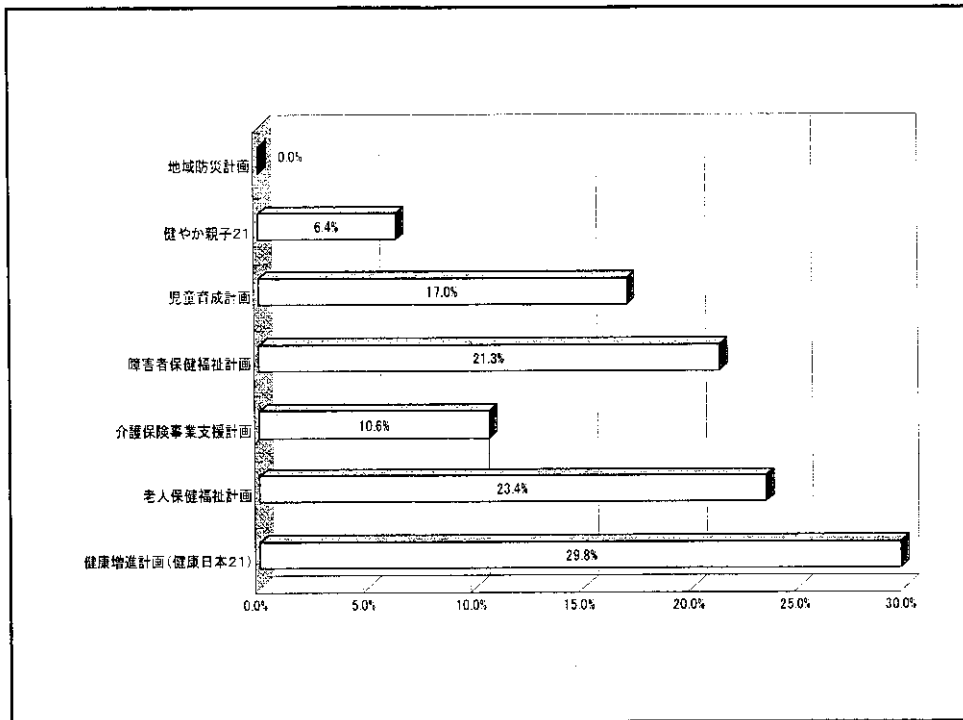 地域防災計画 0.0%
健やか親子21 6.4%
児童育成計画 17.0%
障害者保健福祉計画 21.3%
介護保険事業支援計画 10.6%
老人保健福祉計画 23.4%
健康増進計画(健康日本21) 29.8%
0.0% 5.0% 10.0% 15.0% 20.0% 25.0% 30.0%